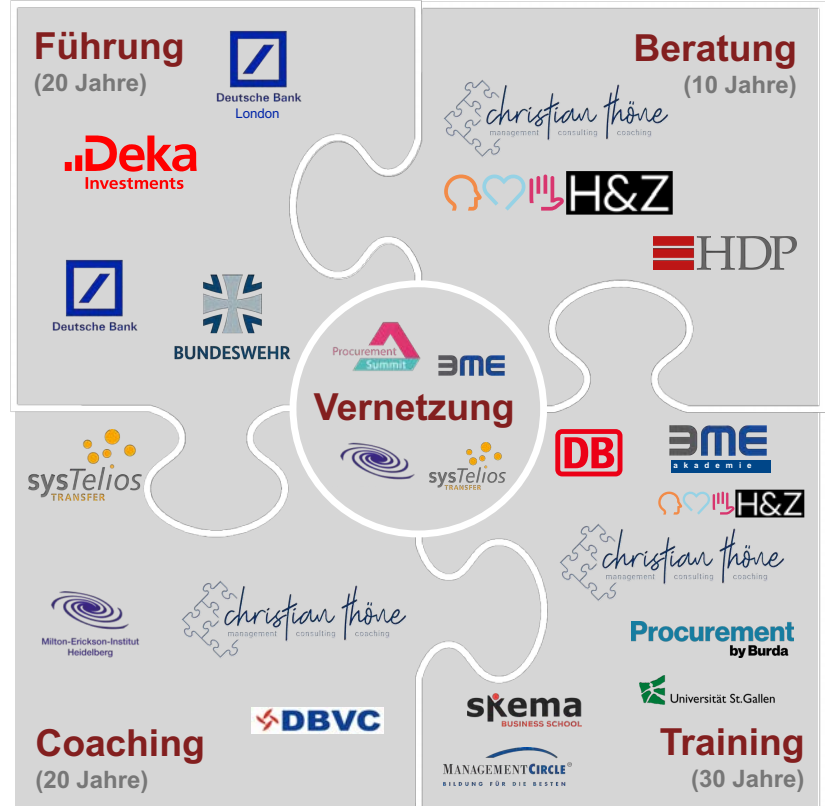 Führung
(20 Jahre)
Deutsche Bank
London
Deka
Investments
Deutsche Bank
BUNDESWEHR
Beratung
(10 Jahre)
christian thöne
management consulting coaching
H&Z
HDP
Procurement
Summit
BME
Vernetzung
sysTelios
TRANSFER
sysTelios
TRANSFER
Milton-Erickson-Institut
Heidelberg
christian thöne
management consulting coaching
DBVC
Coaching
(20 Jahre)
DB
BME
akademie
H&Z
christian thöne
management consulting coaching
Procurement
by Burda
Universität St.Gallen
skema
BUSINESS SCHOOL
MANAGEMENTCIRCLE®
BILDUNG FÜR DIE BESTEN
Training
(30 Jahre)